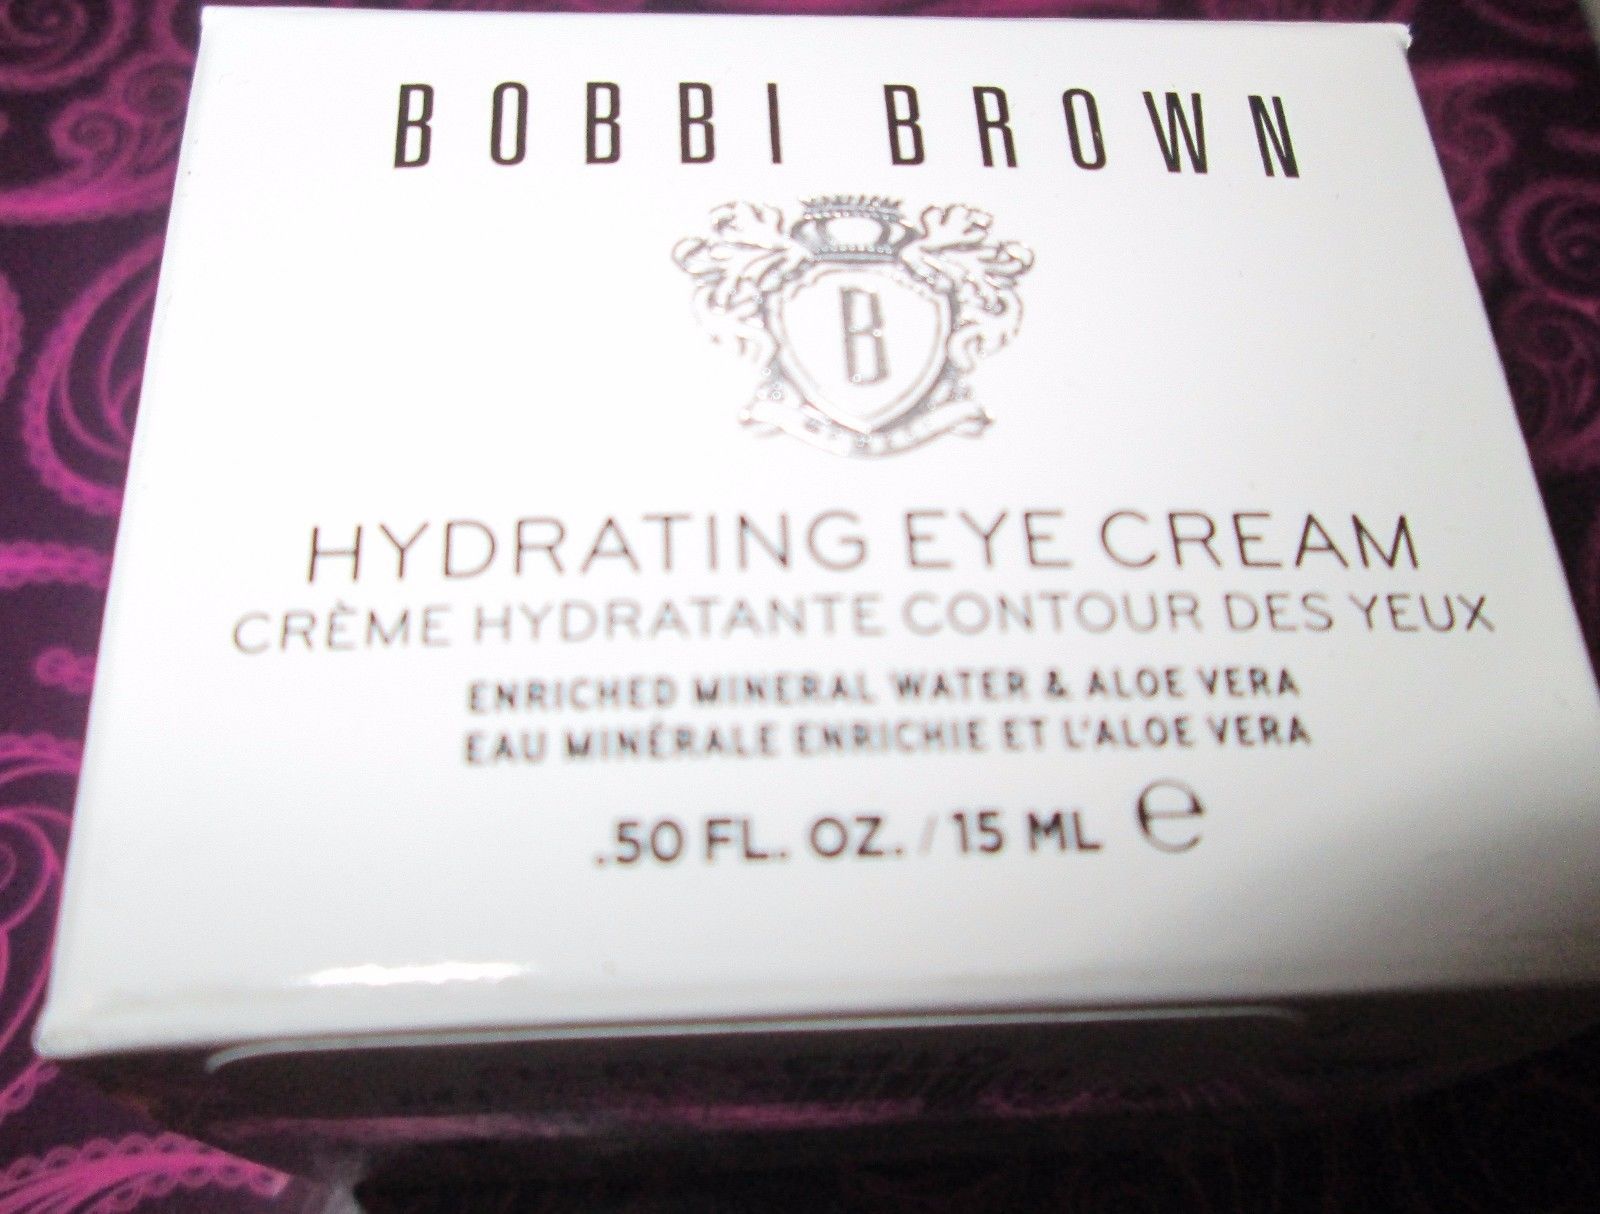 BOBBI BROWN
B
HYDRATING EYE CREAM
CRÈME HYDRATANTE CONTOUR DES YEUX
ENRICHED MINERAL WATER & ALOE VERA
EAU MINÉRALE ENRICHIE ET L'ALOE VERA
.50 FL. OZ. / 15 ML ℮